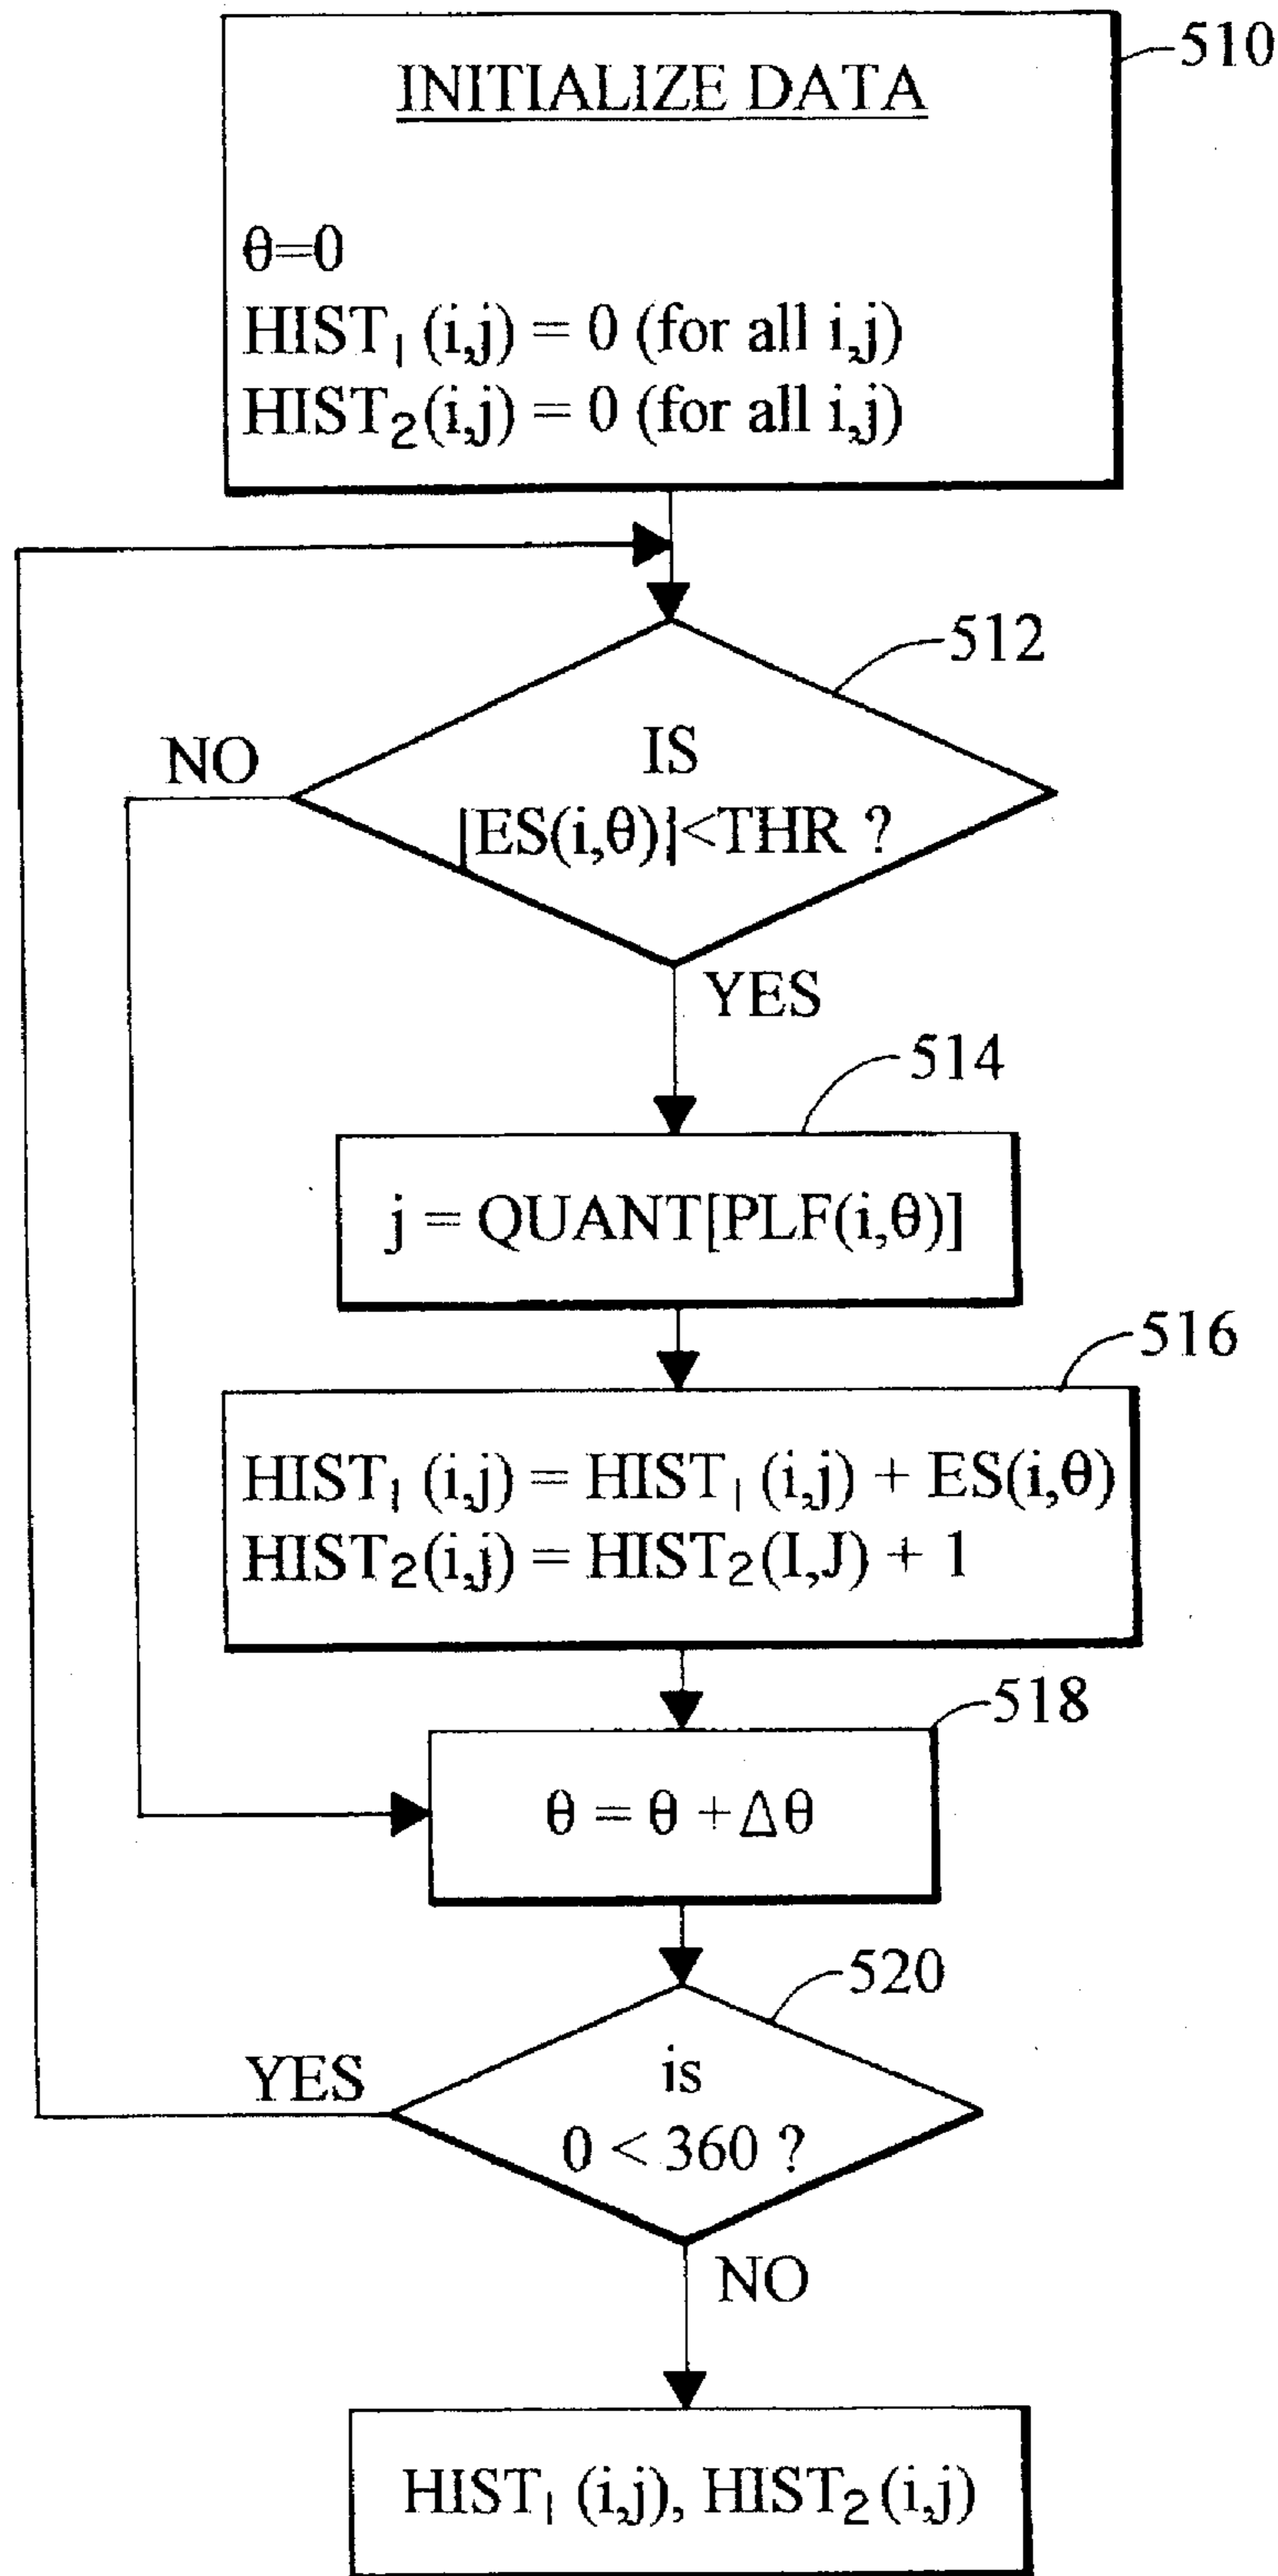 510
INITIALIZE DATA
θ=0
HIST₁ (i,j) = 0 (for all i,j)
HIST₂(i,j) = 0 (for all i,j)
512
NO
IS
|ES(i,θ)|<THR ?
YES
514
j = QUANT[PLF(i,θ)]
516
HIST₁ (i,j) = HIST₁ (i,j) + ES(i,θ)
HIST₂(i,j) = HIST₂(I,J) + 1
518
θ = θ + Δθ
520
YES
is
0 < 360 ?
NO
HIST₁ (i,j), HIST₂(i,j)